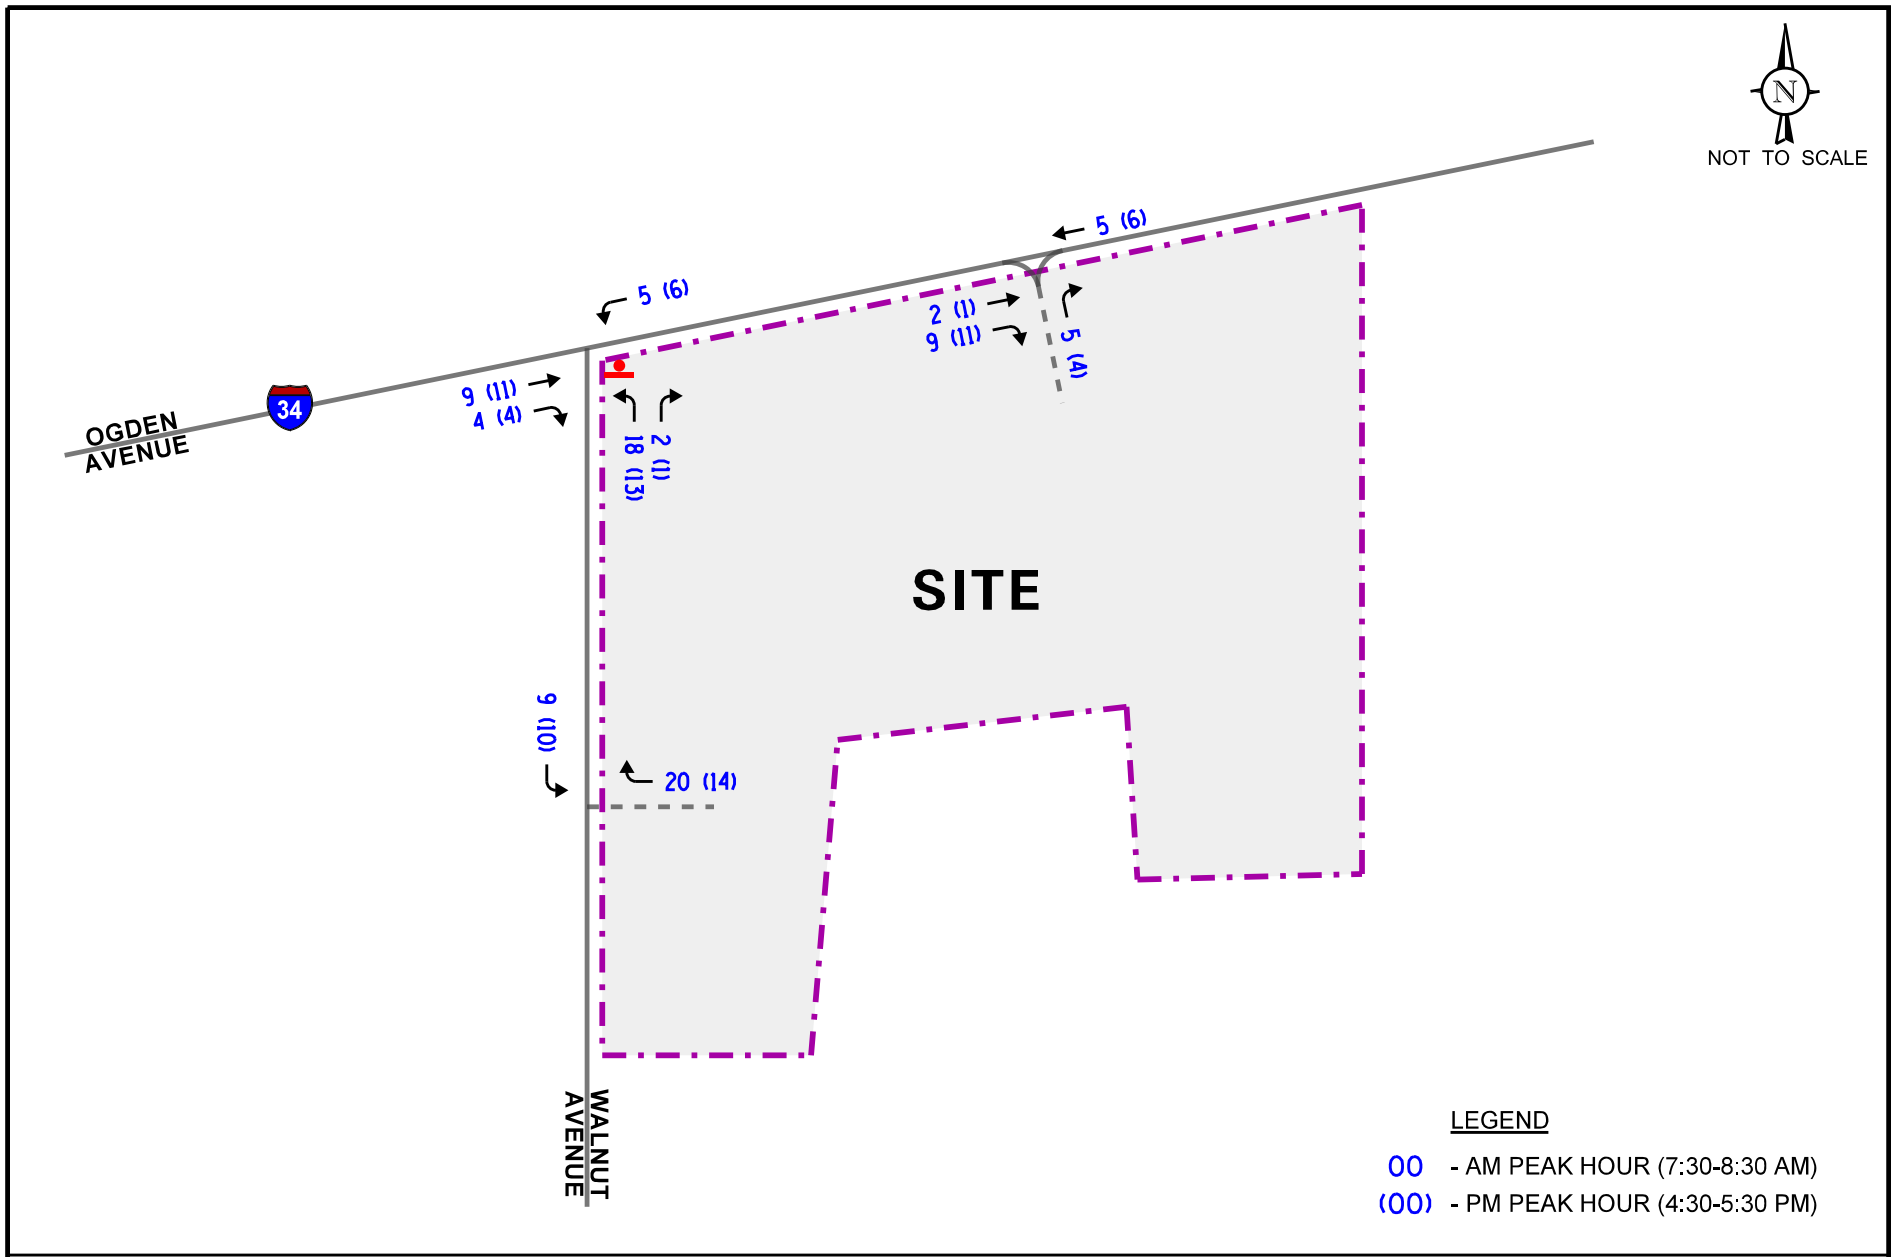 N
NOT TO SCALE
5 (6)
5 (6)
2 (1)
9 (11)
5 (4)
9 (11)
4 (4)
34
OGDEN
AVENUE
18 (13)
2 (1)
SITE
9 (10)
20 (14)
WALNUT
AVENUE
LEGEND
00 - AM PEAK HOUR (7:30-8:30 AM)
(00) - PM PEAK HOUR (4:30-5:30 PM)